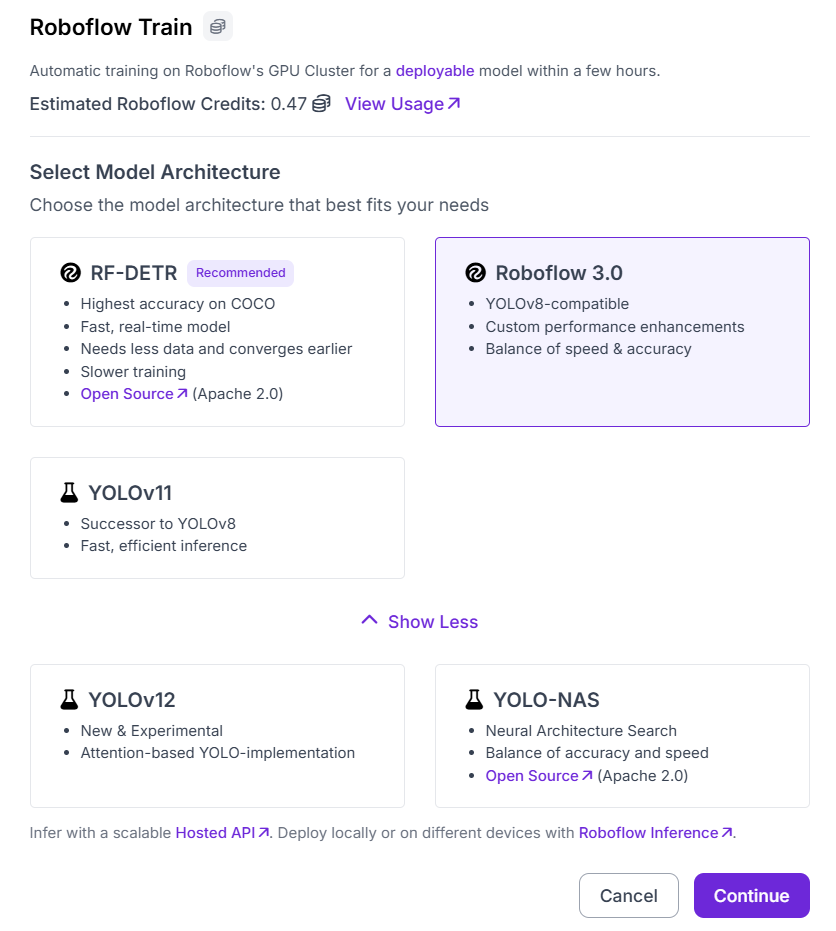 Roboflow Train
Automatic training on Roboflow's GPU Cluster for a deployable model within a few hours.
Estimated Roboflow Credits: 0.47 View Usage
Select Model Architecture
Choose the model architecture that best fits your needs
RF-DETR Recommended
• Highest accuracy on COCO
• Fast, real-time model
• Needs less data and converges earlier
• Slower training
• Open Source (Apache 2.0)
Roboflow 3.0
• YOLOv8-compatible
• Custom performance enhancements
• Balance of speed & accuracy
YOLOv11
• Successor to YOLOv8
• Fast, efficient inference
Show Less
YOLOv12
• New & Experimental
• Attention-based YOLO-implementation
YOLO-NAS
• Neural Architecture Search
• Balance of accuracy and speed
• Open Source (Apache 2.0)
Infer with a scalable Hosted API. Deploy locally or on different devices with Roboflow Inference.
Cancel
Continue